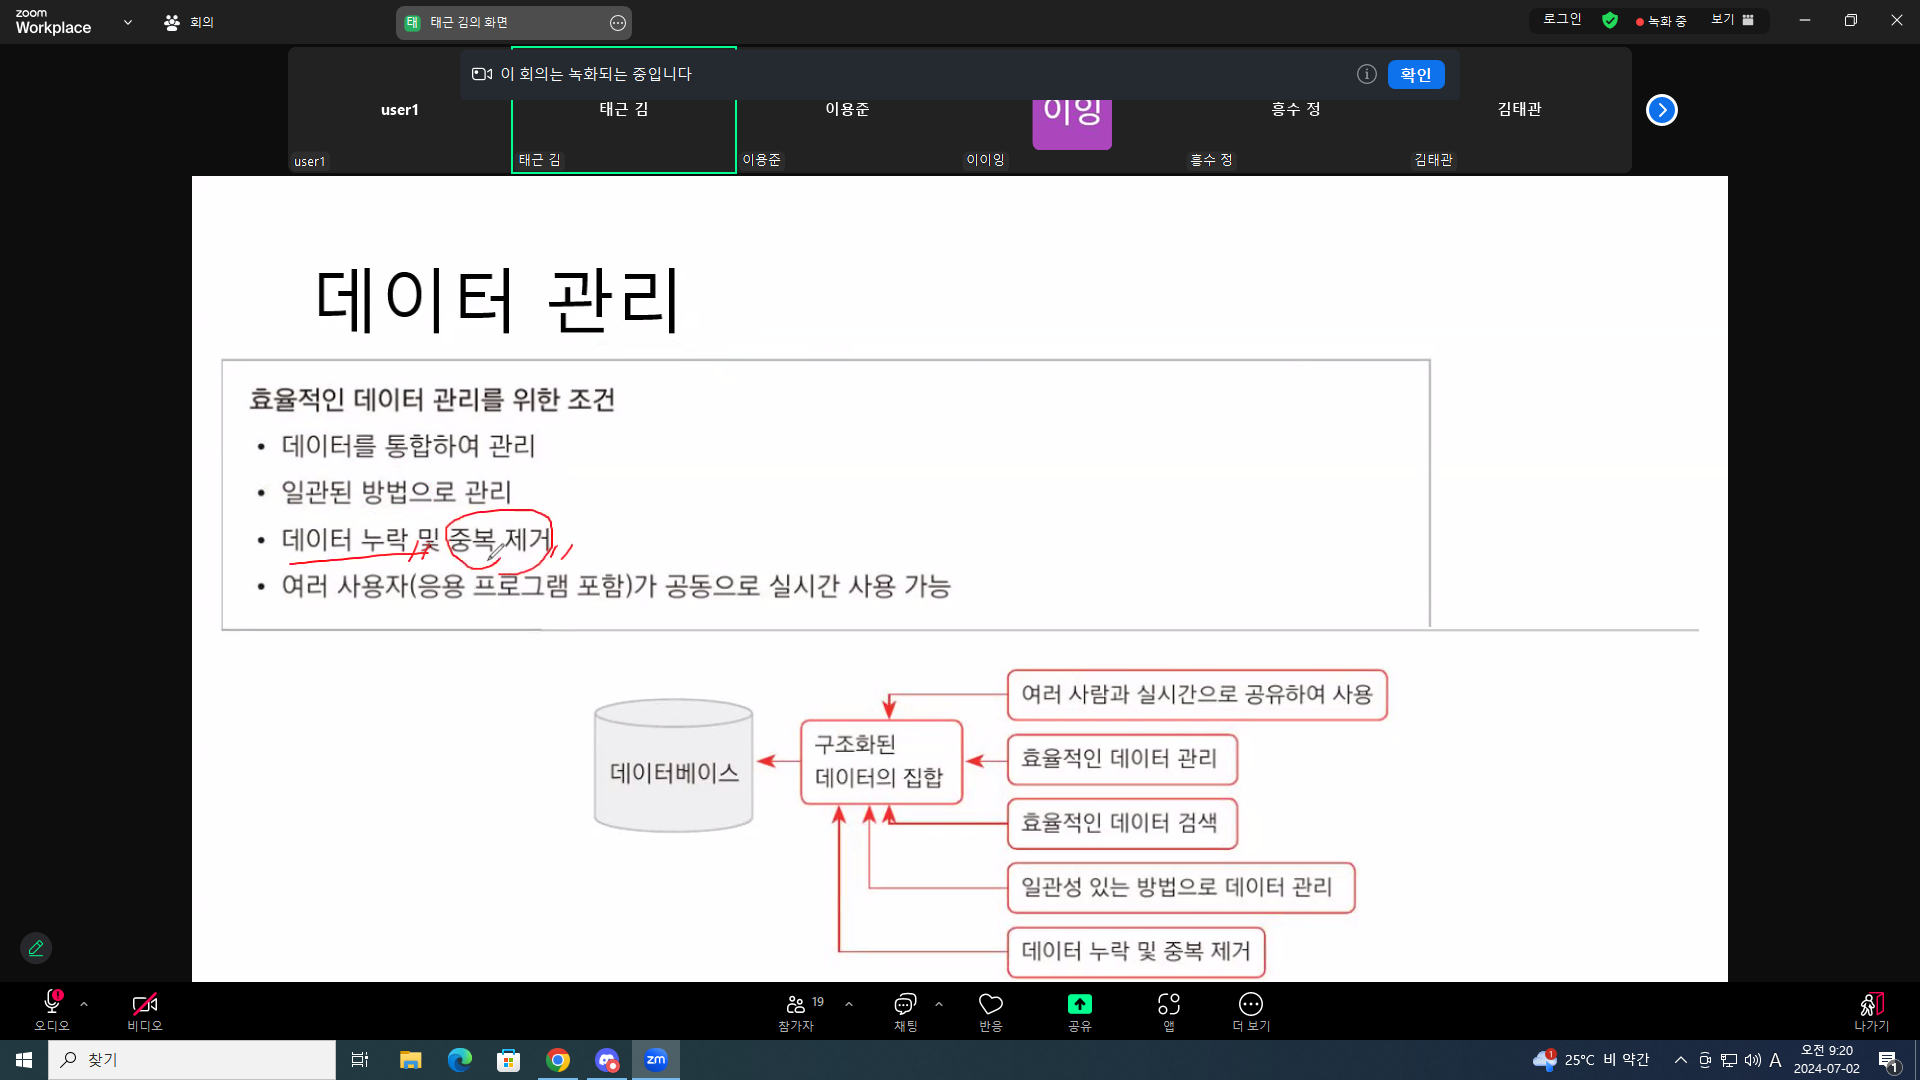 zoom
Workplace
회의
태
태근 김의 화면
로그인
녹화 중
보기
이 회의는 녹화되는 중입니다
확인
user1
태근 김
이용준
이잉
흥수 정
김태관
user1
태근 김
이용준
이이잉
흥수 정
김태관
데이터 관리
효율적인 데이터 관리를 위한 조건
• 데이터를 통합하여 관리
• 일관된 방법으로 관리
• 데이터 누락 및 중복 제거
• 여러 사용자(응용 프로그램 포함)가 공동으로 실시간 사용 가능
여러 사람과 실시간으로 공유하여 사용
데이터베이스
구조화된
데이터의 집합
효율적인 데이터 관리
효율적인 데이터 검색
일관성 있는 방법으로 데이터 관리
데이터 누락 및 중복 제거
오디오
비디오
19
참가자
채팅
반응
공유
앱
더 보기
나가기
찾기
zm
1
25°C 비 약간
A
오전 9:20
2024-07-02
1